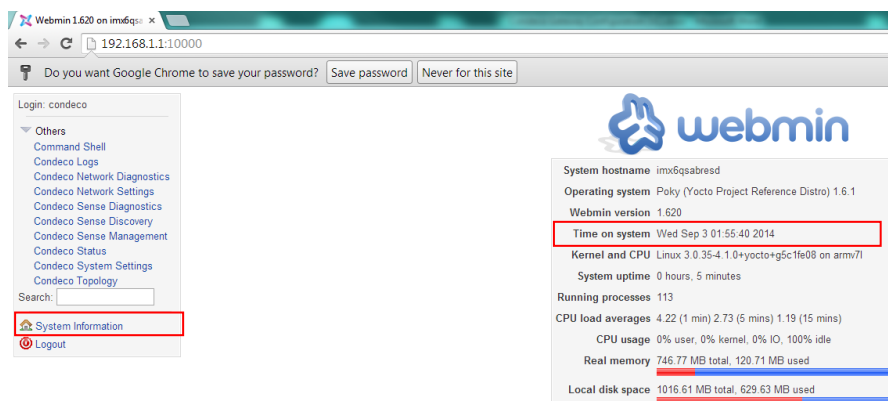 Webmin 1.620 on imx6qsa
192.168.1.1:10000
Do you want Google Chrome to save your password? Save password Never for this site
Login: condeco
Others
Command Shell
Condeco Logs
Condeco Network Diagnostics
Condeco Network Settings
Condeco Sense Diagnostics
Condeco Sense Discovery
Condeco Sense Management
Condeco Status
Condeco System Settings
Condeco Topology
Search:
System Information
Logout
webmin
System hostname imx6qsabresd
Operating system Poky (Yocto Project Reference Distro) 1.6.1
Webmin version 1.620
Time on system Wed Sep 3 01:55:40 2014
Kernel and CPU Linux 3.0.35-4.1.0+yocto+g5c1fe08 on armv7l
System uptime 0 hours, 5 minutes
Running processes 113
CPU load averages 4.22 (1 min) 2.73 (5 mins) 1.19 (15 mins)
CPU usage 0% user, 0% kernel, 0% IO, 100% idle
Real memory 746.77 MB total, 120.71 MB used
Local disk space 1016.61 MB total, 629.63 MB used